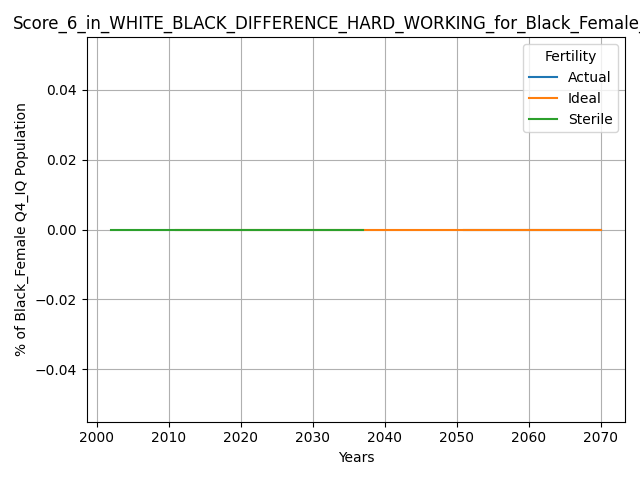 Score_6_in_WHITE_BLACK_DIFFERENCE_HARD_WORKING_for_Black_Female_
Fertility
Actual
Ideal
Sterile
% of Black_Female Q4_IQ Population
0.04
0.02
0.00
−0.02
−0.04
2000 2010 2020 2030 2040 2050 2060 2070
Years